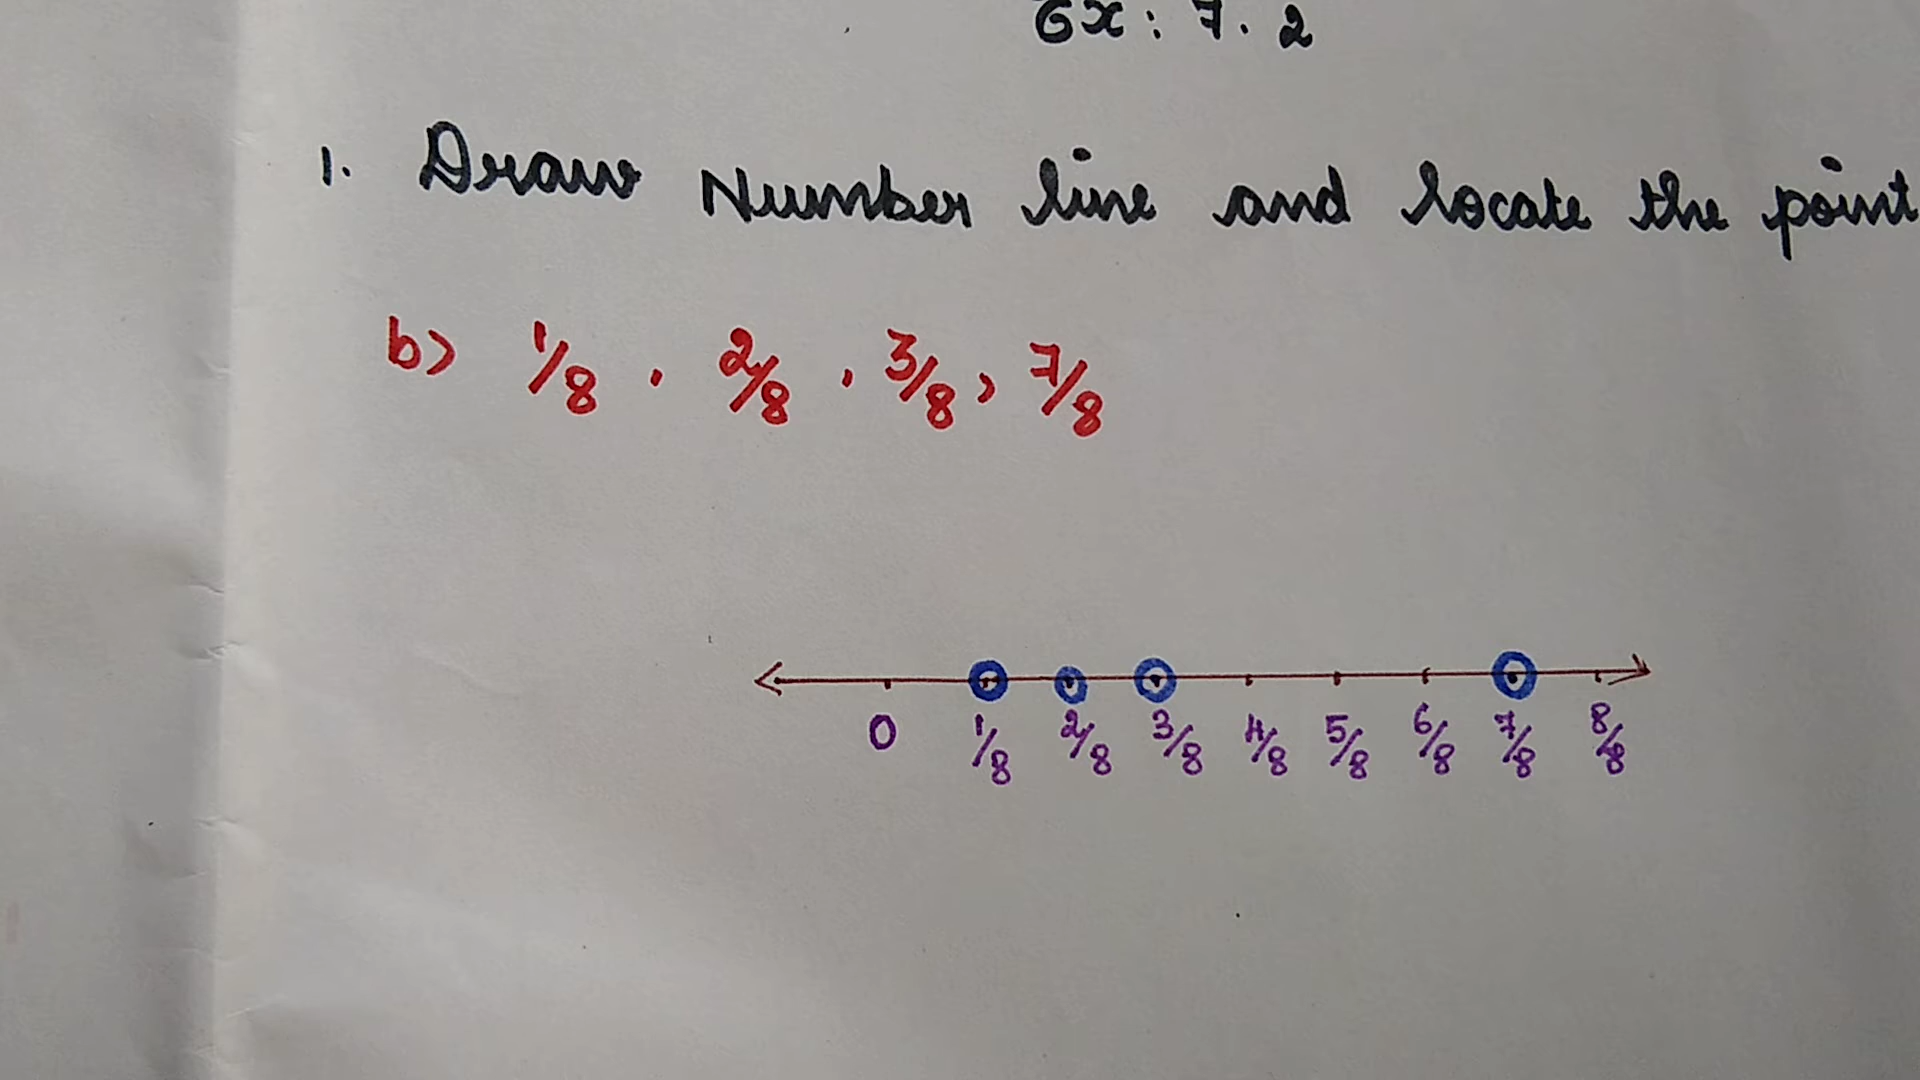 Ex: 7.2
1. Draw Number line and locate the point
b) 1/8, 2/8, 3/8, 7/8
0 1/8 2/8 3/8 4/8 5/8 6/8 7/8 8/8